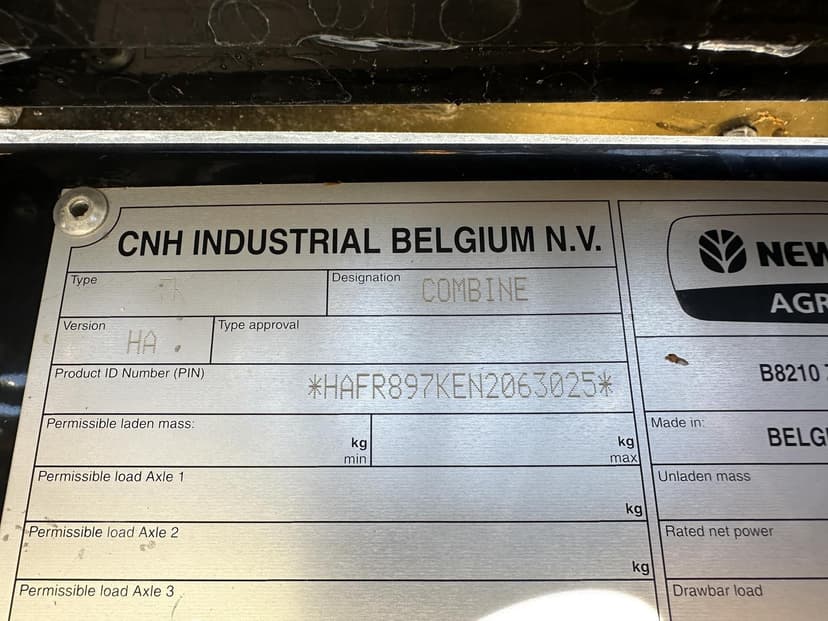 CNH INDUSTRIAL BELGIUM N.V.
Type
Designation
COMBINE
Version
HA
Type approval
Product ID Number (PIN)
*HAFR897KEN2063025*
Permissible laden mass:
kg
min
kg
max
Permissible load Axle 1
kg
Permissible load Axle 2
kg
Permissible load Axle 3
NEW
AGR
B8210
Made in:
BELGI
Unladen mass
Rated net power
Drawbar load